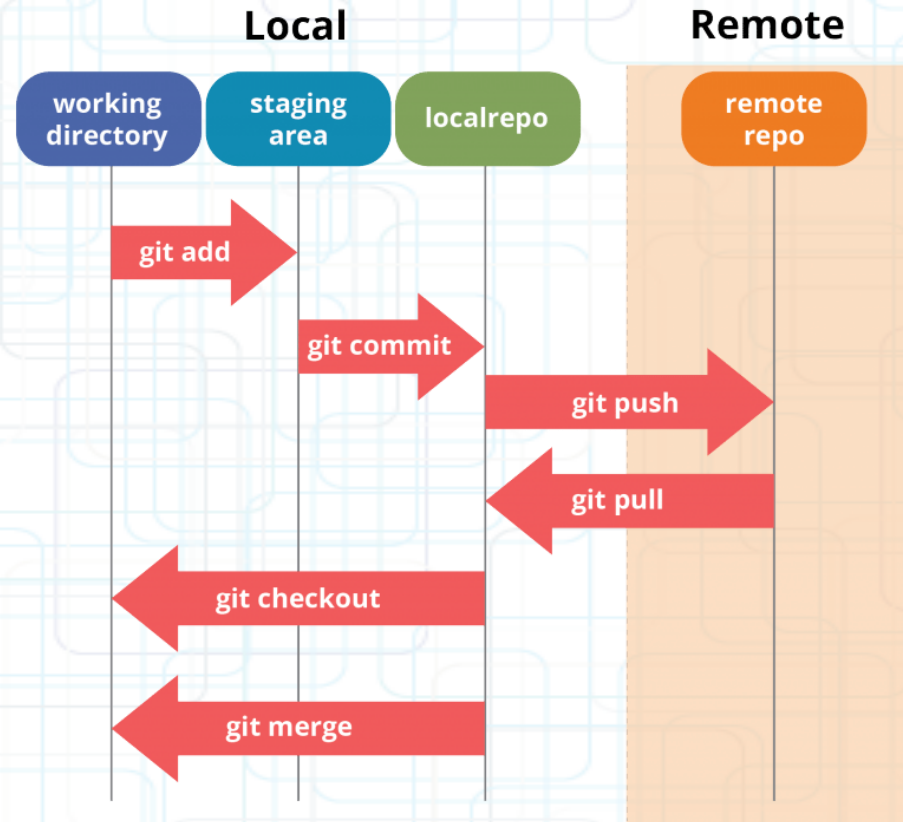 Local
Remote
working
directory
staging
area
localrepo
remote
repo
git add
git commit
git push
git pull
git checkout
git merge